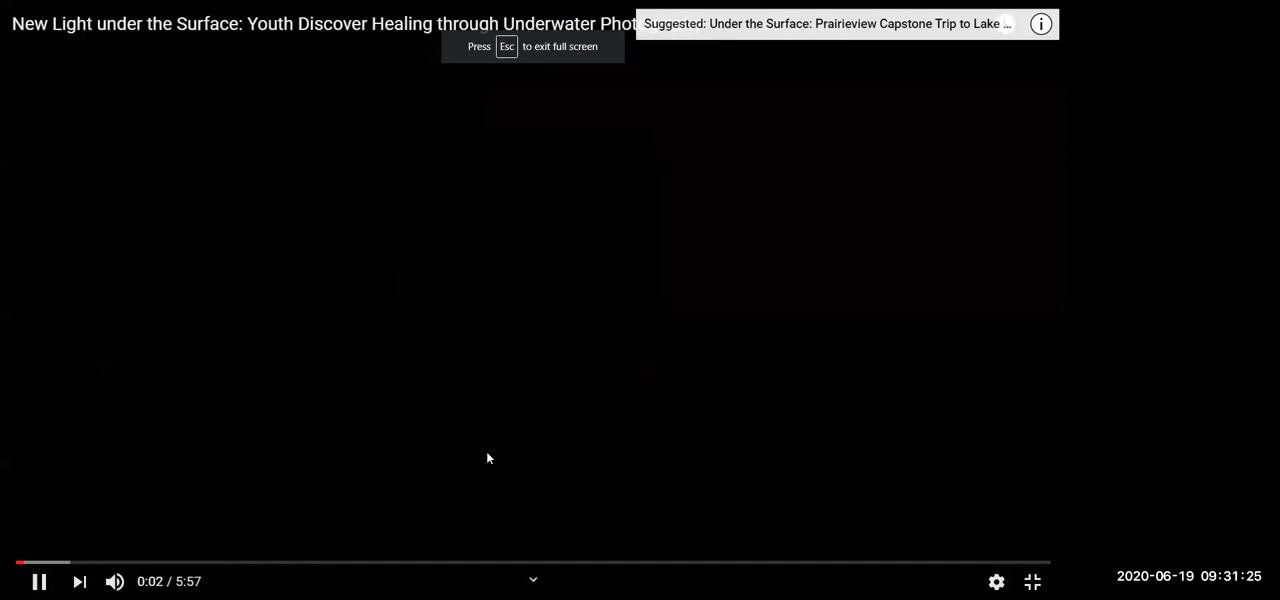 New Light under the Surface: Youth Discover Healing through Underwater Phot
Suggested: Under the Surface: Prairieview Capstone Trip to Lake ...
Press Esc to exit full screen
0:02 / 5:57
2020-06-19 09:31:25